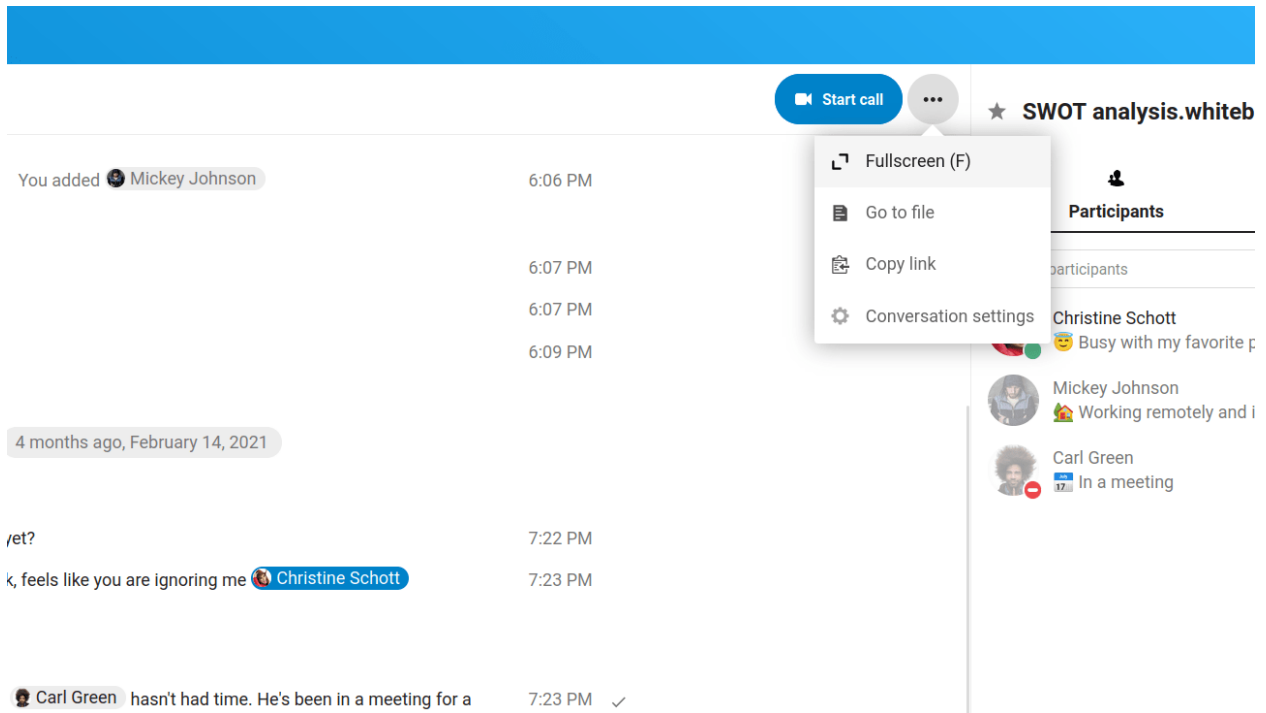 Start call
SWOT analysis.whiteb
Fullscreen (F)
Go to file
Copy link
Conversation settings
You added Mickey Johnson 6:06 PM
6:07 PM
6:07 PM
6:09 PM
4 months ago, February 14, 2021
yet? 7:22 PM
k, feels like you are ignoring me Christine Schott 7:23 PM
Carl Green hasn't had time. He's been in a meeting for a 7:23 PM
Participants
participants
Christine Schott
Busy with my favorite p
Mickey Johnson
Working remotely and i
Carl Green
17 In a meeting